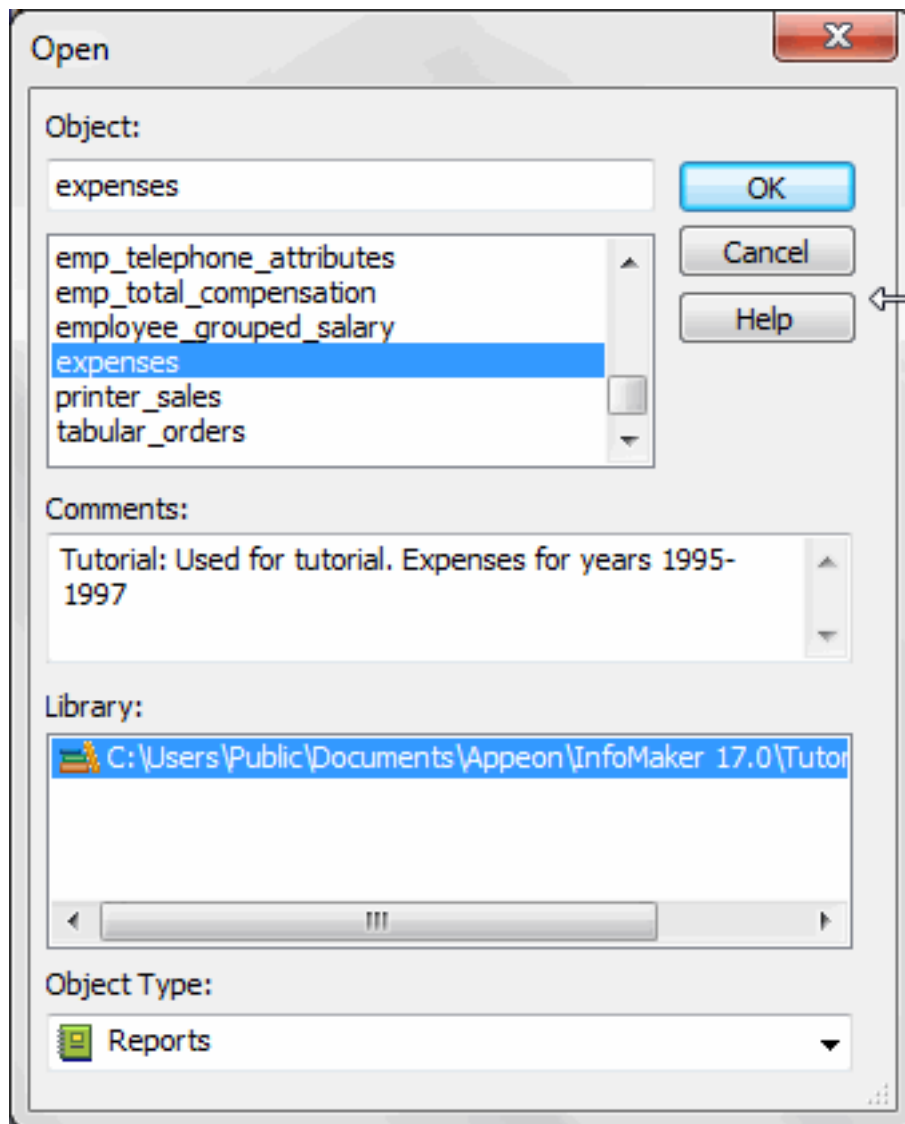 Open
Object:
expenses
OK
emp_telephone_attributes
emp_total_compensation
employee_grouped_salary
expenses
printer_sales
tabular_orders
Cancel
Help
Comments:
Tutorial: Used for tutorial. Expenses for years 1995-
1997
Library:
C:\Users\Public\Documents\Appeon\InfoMaker 17.0\Tutor
Object Type:
Reports